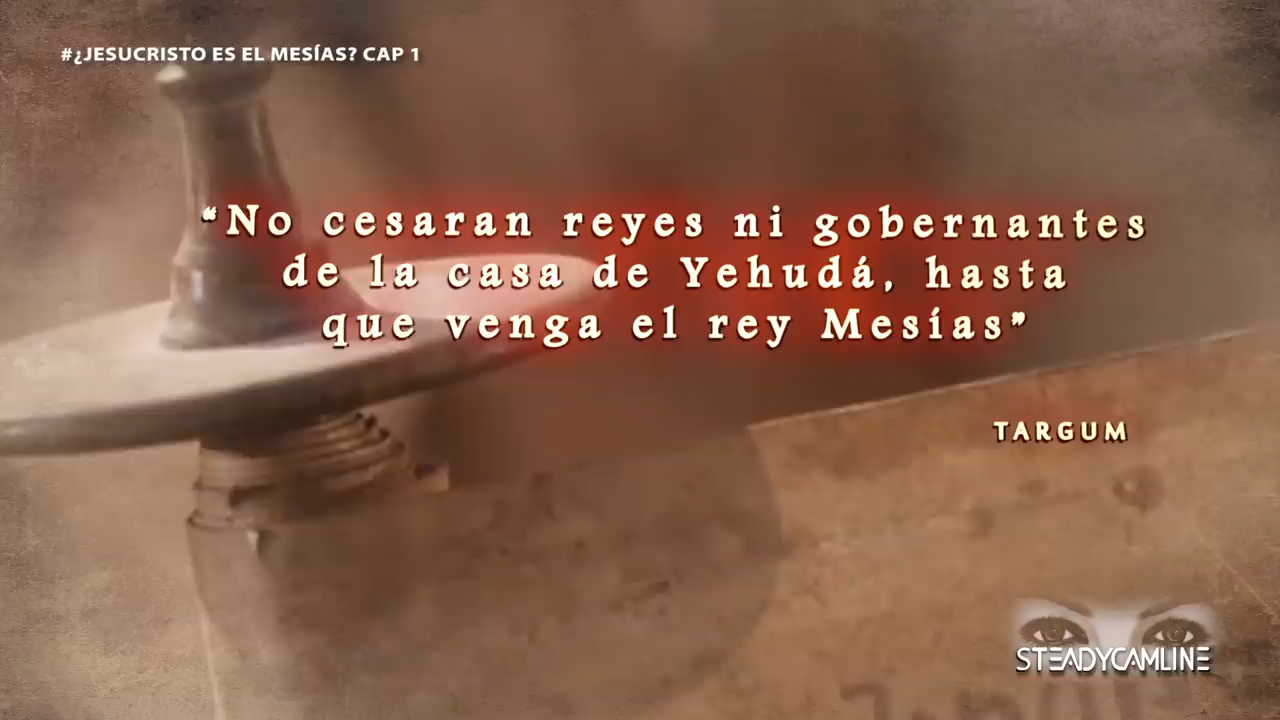 #¿JESUCRISTO ES EL MESÍAS? CAP 1
“No cesaran reyes ni gobernantes
de la casa de Yehudá, hasta
que venga el rey Mesías”
TARGUM
STEADYCAMLINE